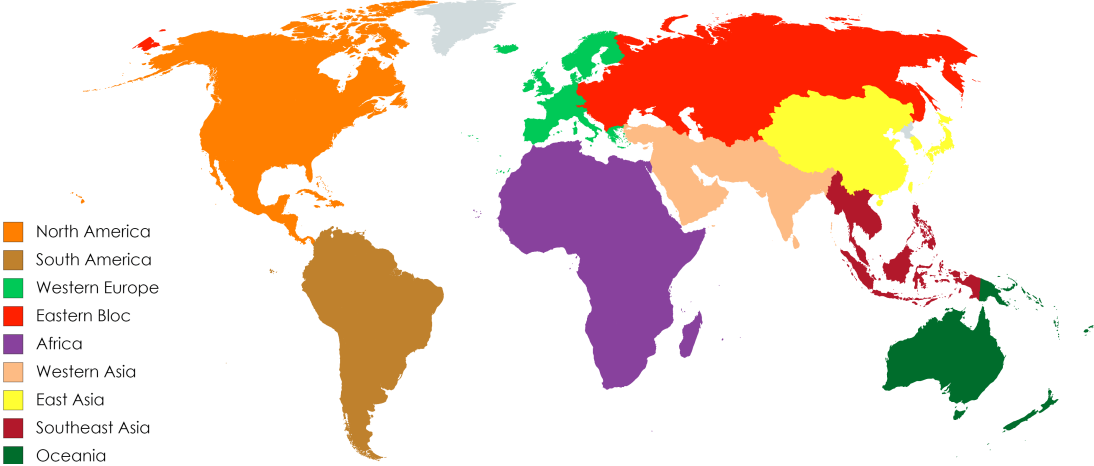 North America
South America
Western Europe
Eastern Bloc
Africa
Western Asia
East Asia
Southeast Asia
Oceania